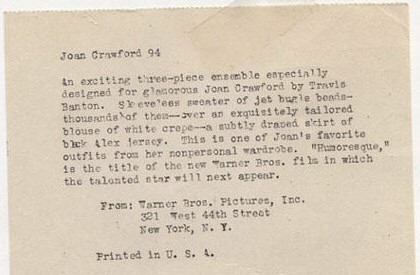 Joan Crawford 94
An exciting three-piece ensemble especially
designed for glamorous Joan Crawford by Travis
Banton. Sleeveless sweater of jet bugle beads-
thousands of them--over an exquisitely tailored
blouse of white crepe--a subtly draped skirt of
black Alex jersey. This is one of Joan's favorite
outfits from her nonpersonal wardrobe. "Humoresque,"
is the title of the new Warner Bros. film in which
the talented star will next appear.
From: Warner Bros. Pictures, Inc.
321 West 44th Street
New York, N. Y.
Printed in U. S. A.